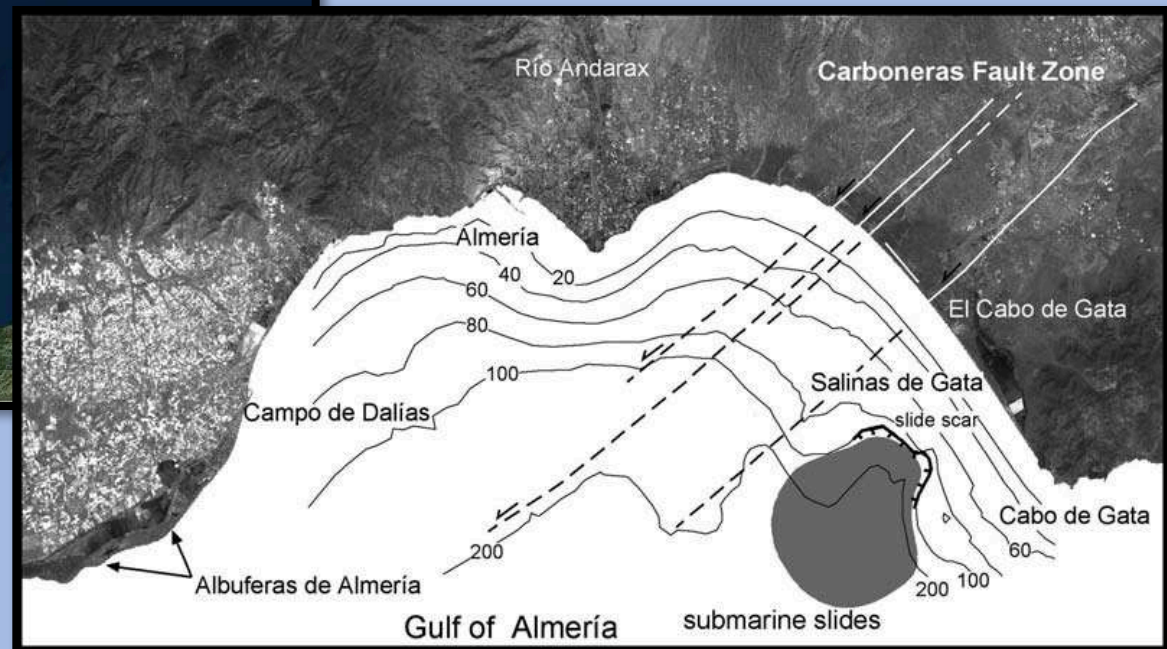 Río Andarax
Carboneras Fault Zone
Almería
40
20
60
80
100
El Cabo de Gata
Campo de Dalías
Salinas de Gata
slide scar
Cabo de Gata
60
200
100
200
Albuferas de Almería
submarine slides
Gulf of Almería